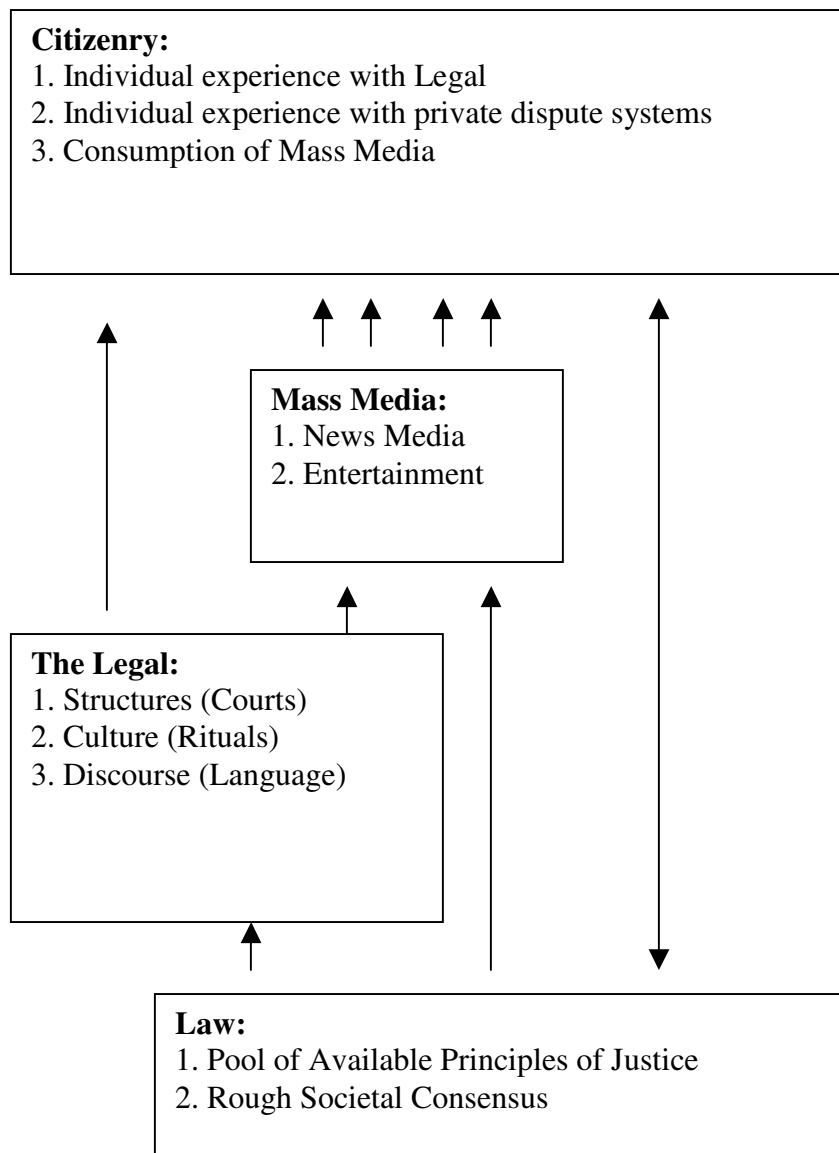 Citizenry:
1. Individual experience with Legal
2. Individual experience with private dispute systems
3. Consumption of Mass Media
Mass Media:
1. News Media
2. Entertainment
The Legal:
1. Structures (Courts)
2. Culture (Rituals)
3. Discourse (Language)
Law:
1. Pool of Available Principles of Justice
2. Rough Societal Consensus